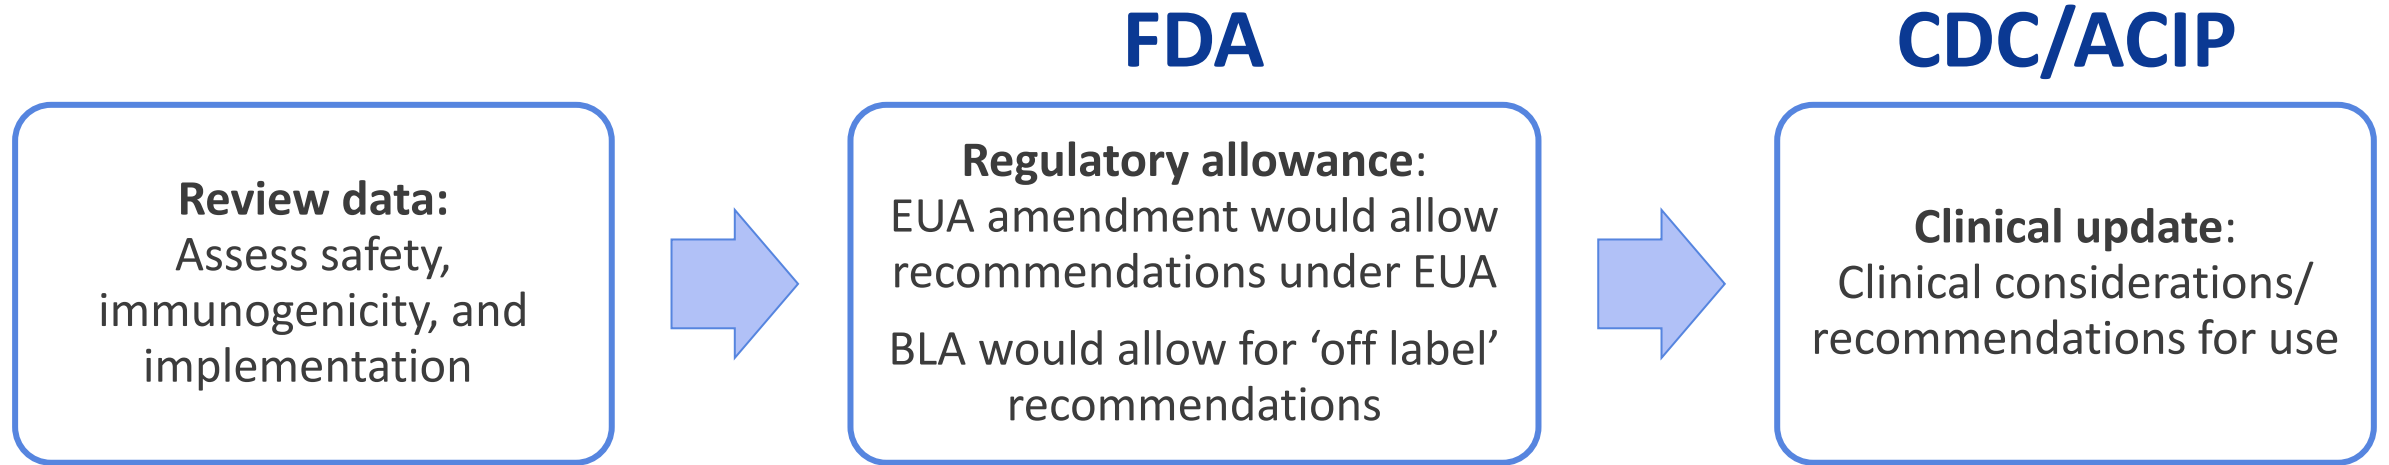 FDA
CDC/ACIP
Review data:
Assess safety,
immunogenicity, and
implementation
Regulatory allowance:
EUA amendment would allow
recommendations under EUA
BLA would allow for ‘off label’
recommendations
Clinical update:
Clinical considerations/
recommendations for use